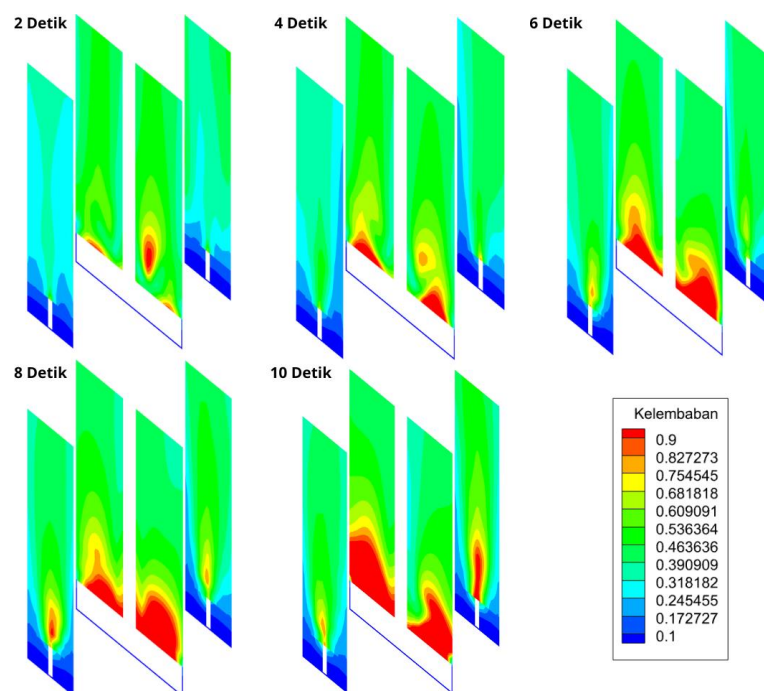 2 Detik
4 Detik
6 Detik
8 Detik
10 Detik
Kelembaban
0.9
0.827273
0.754545
0.681818
0.609091
0.536364
0.463636
0.390909
0.318182
0.245455
0.172727
0.1